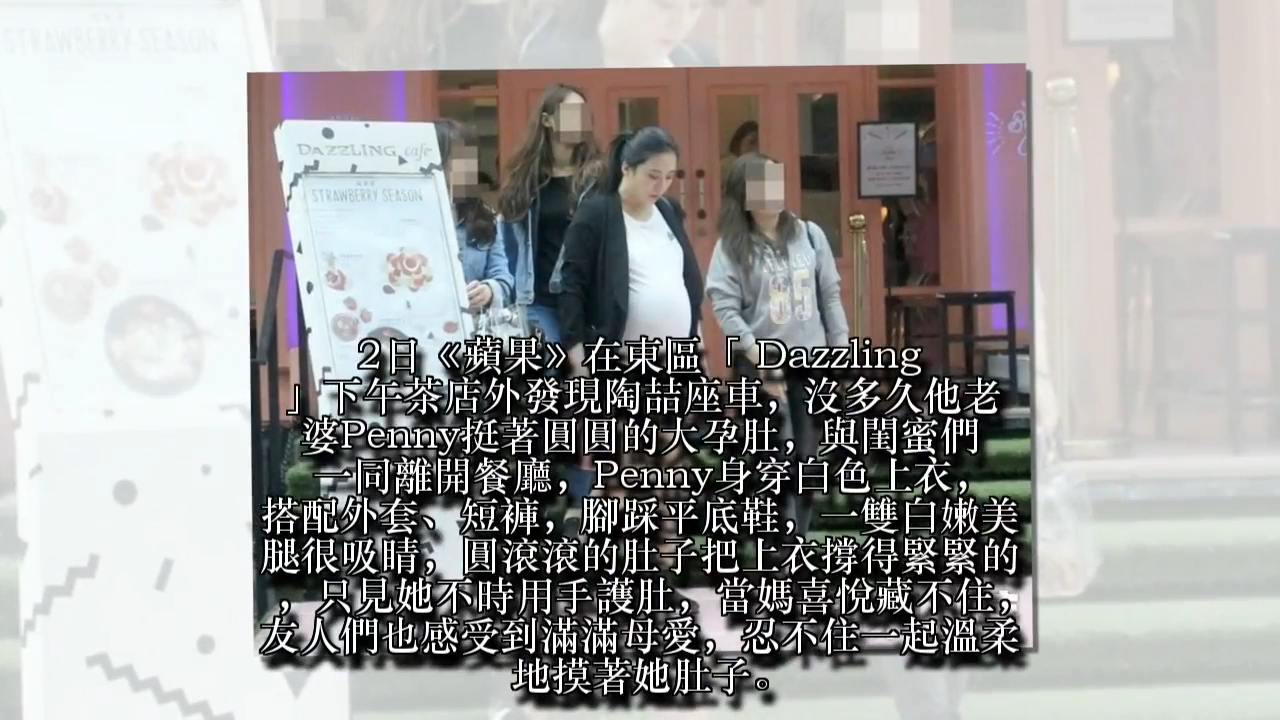 STRAWBERRY SEASON
DAZZLING cafe
STRAWBERRY SEASON
85
2日《蘋果》在東區「 Dazzling
」下午茶店外發現陶喆座車，沒多久他老
婆Penny挺著圓圓的大孕肚，與閨蜜們
一同離開餐廳，Penny身穿白色上衣，
搭配外套、短褲，腳踩平底鞋，一雙白嫩美
腿很吸睛，圓滾滾的肚子把上衣撐得緊緊的
，只見她不時用手護肚，當媽喜悅藏不住，
友人們也感受到滿滿母愛，忍不住一起溫柔
地摸著她肚子。